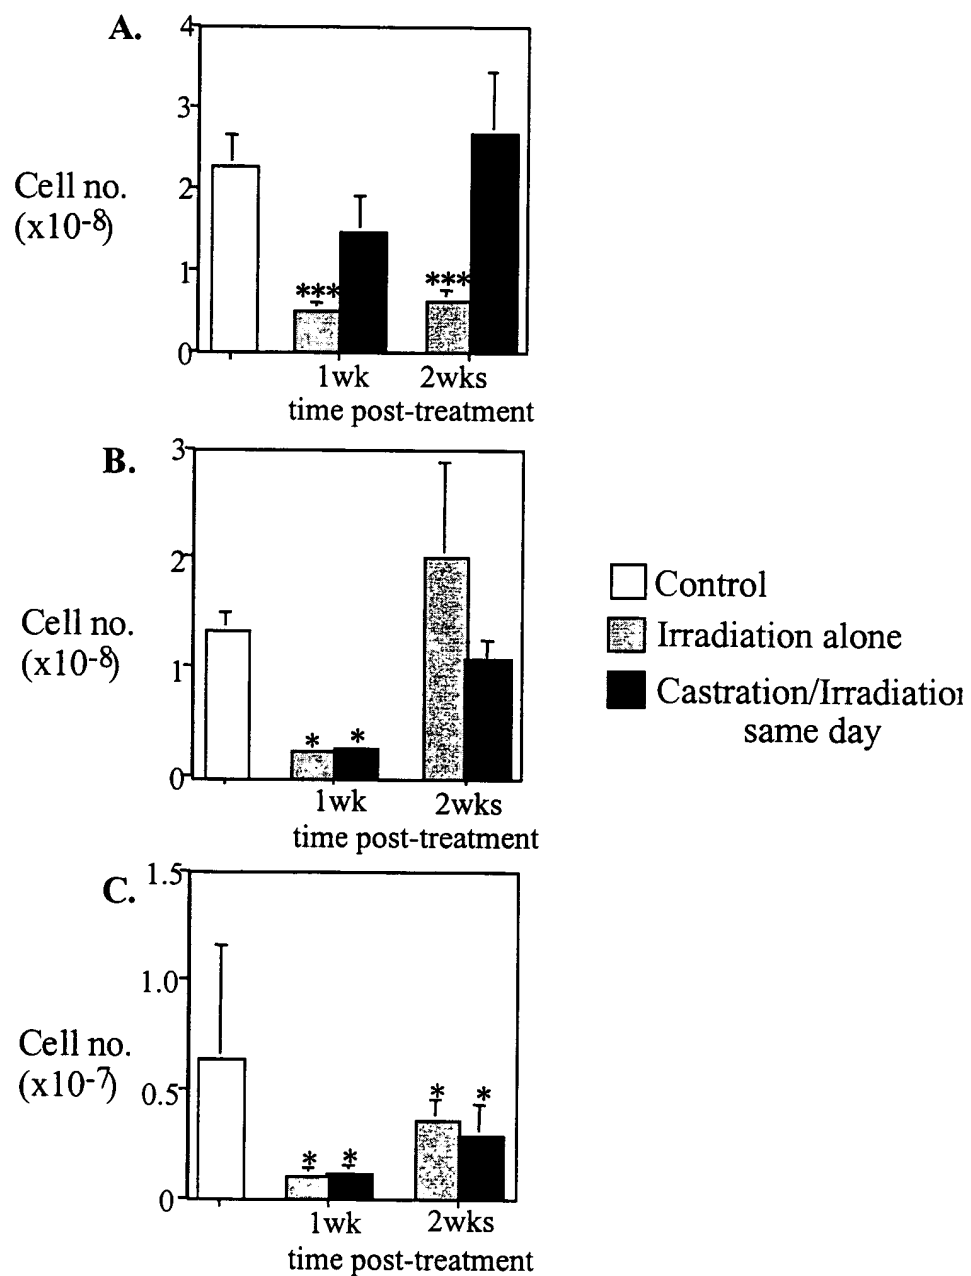 A.
4
3
2
1
0
Cell no.
(x10-8)
***
***
1wk 2wks
time post-treatment
B.
3
2
1
0
Cell no.
(x10-8)
* *
1wk 2wks
time post-treatment
Control
Irradiation alone
Castration/Irradiation
same day
C.
1.5
1.0
0.5
0
Cell no.
(x10-7)
* *
* *
1wk 2wks
time post-treatment